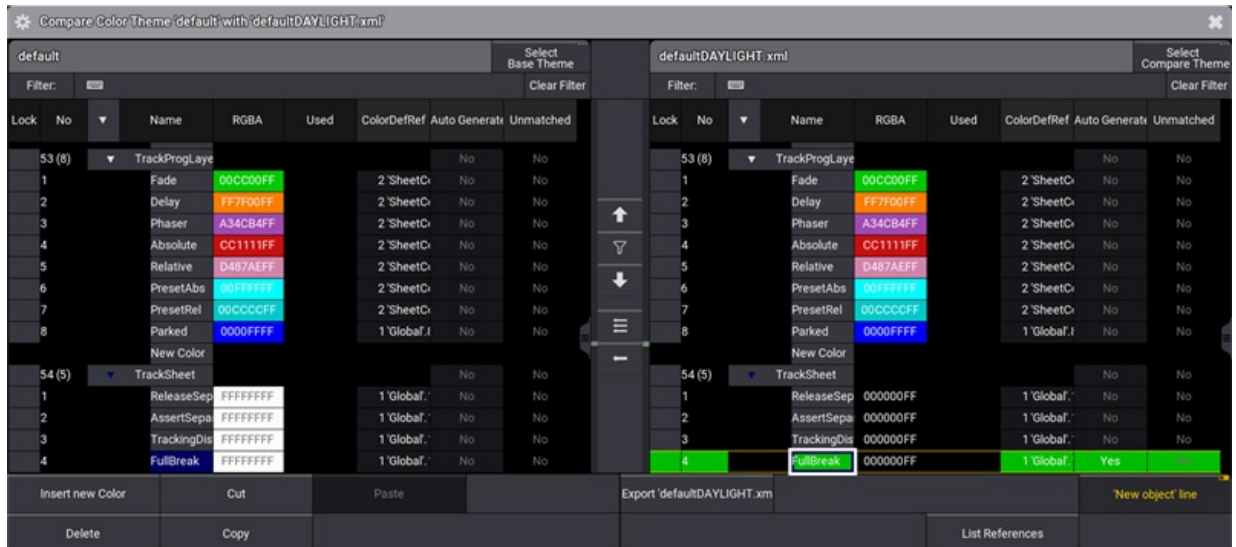 Compare Color Theme 'default' with 'defaultDAYLIGHT.xml'
default Select Base Theme defaultDAYLIGHT.xml Select Compare Theme
Filter: Clear Filter Filter: Clear Filter
Lock No Name RGBA Used ColorDefRef Auto Generate Unmatched Lock No Name RGBA Used ColorDefRef Auto Generate Unmatched
53 (8) TrackProgLaye No No 53 (8) TrackProgLaye No No
1 Fade 00CC00FF 2 'SheetC No No 1 Fade 00CC00FF 2 'SheetC No No
2 Delay FF7F00FF 2 'SheetC No No 2 Delay FF7F00FF 2 'SheetC No No
3 Phaser A34CB4FF 2 'SheetC No No 3 Phaser A34CB4FF 2 'SheetC No No
4 Absolute CC1111FF 2 'SheetC No No 4 Absolute CC1111FF 2 'SheetC No No
5 Relative D487AEFF 2 'SheetC No No 5 Relative D487AEFF 2 'SheetC No No
6 PresetAbs 00FFFFFF 2 'SheetC No No 6 PresetAbs 00FFFFFF 2 'SheetC No No
7 PresetRel 00CCCCFF 2 'SheetC No No 7 PresetRel 00CCCCFF 2 'SheetC No No
8 Parked 0000FFFF 1 'Global'. No No 8 Parked 0000FFFF 1 'Global'. No No
New Color New Color
54 (5) TrackSheet No No 54 (5) TrackSheet No No
1 ReleaseSep FFFFFFFF 1 'Global'. No No 1 ReleaseSep 000000FF 1 'Global'. No No
2 AssertSepa FFFFFFFF 1 'Global'. No No 2 AssertSepa 000000FF 1 'Global'. No No
3 TrackingDis FFFFFFFF 1 'Global'. No No 3 TrackingDis 000000FF 1 'Global'. No No
4 FullBreak FFFFFFFF 1 'Global'. No No 4 FullBreak 000000FF 1 'Global'. Yes
Insert new Color Cut Paste Export 'defaultDAYLIGHT.xm 'New object' line
Delete Copy List References